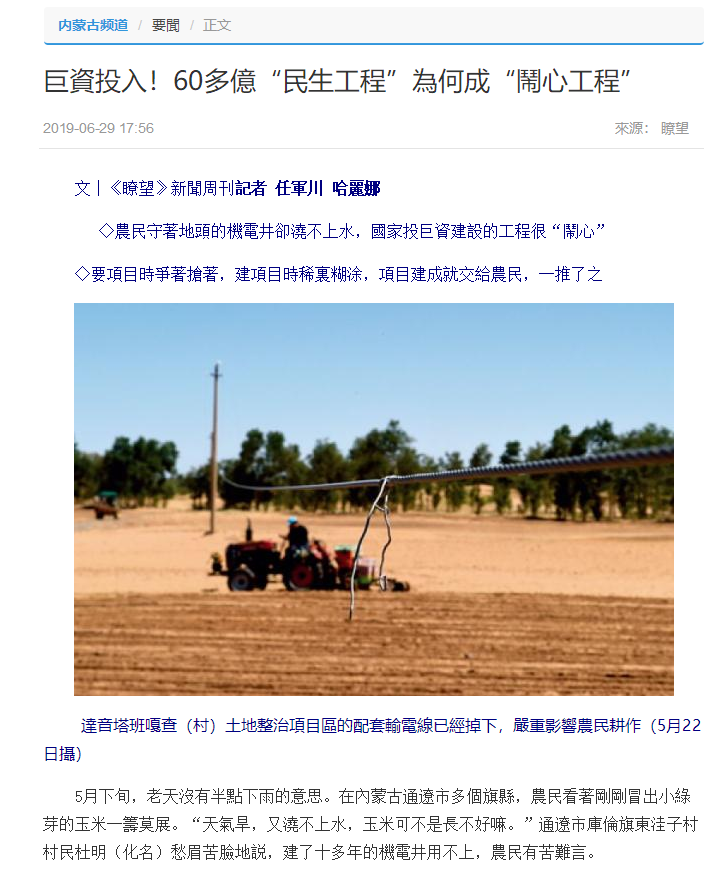 内蒙古频道 / 要聞 / 正文
巨資投入！60多億“民生工程”為何成“鬧心工程”
2019-06-29 17:56 來源： 瞭望
文｜《瞭望》新聞周刊記者 任軍川 哈麗娜
◇農民守著地頭的機電井卻澆不上水，國家投巨資建設的工程很“鬧心”
◇要項目時爭著搶著，建項目時稀裏糊涂，項目建成就交給農民，一推了之
達音塔班嘎查（村）土地整治項目區的配套輸電線已經掉下，嚴重影響農民耕作（5月22
日攝）
5月下旬，老天沒有半點下雨的意思。在內蒙古通遼市多個旗縣，農民看著剛剛冒出小綠
芽的玉米一籌莫展。“天氣旱，又澆不上水，玉米可不是長不好嘛。”通遼市庫倫旗東洼子村
村民杜明（化名）愁眉苦臉地説，建了十多年的機電井用不上，農民有苦難言。